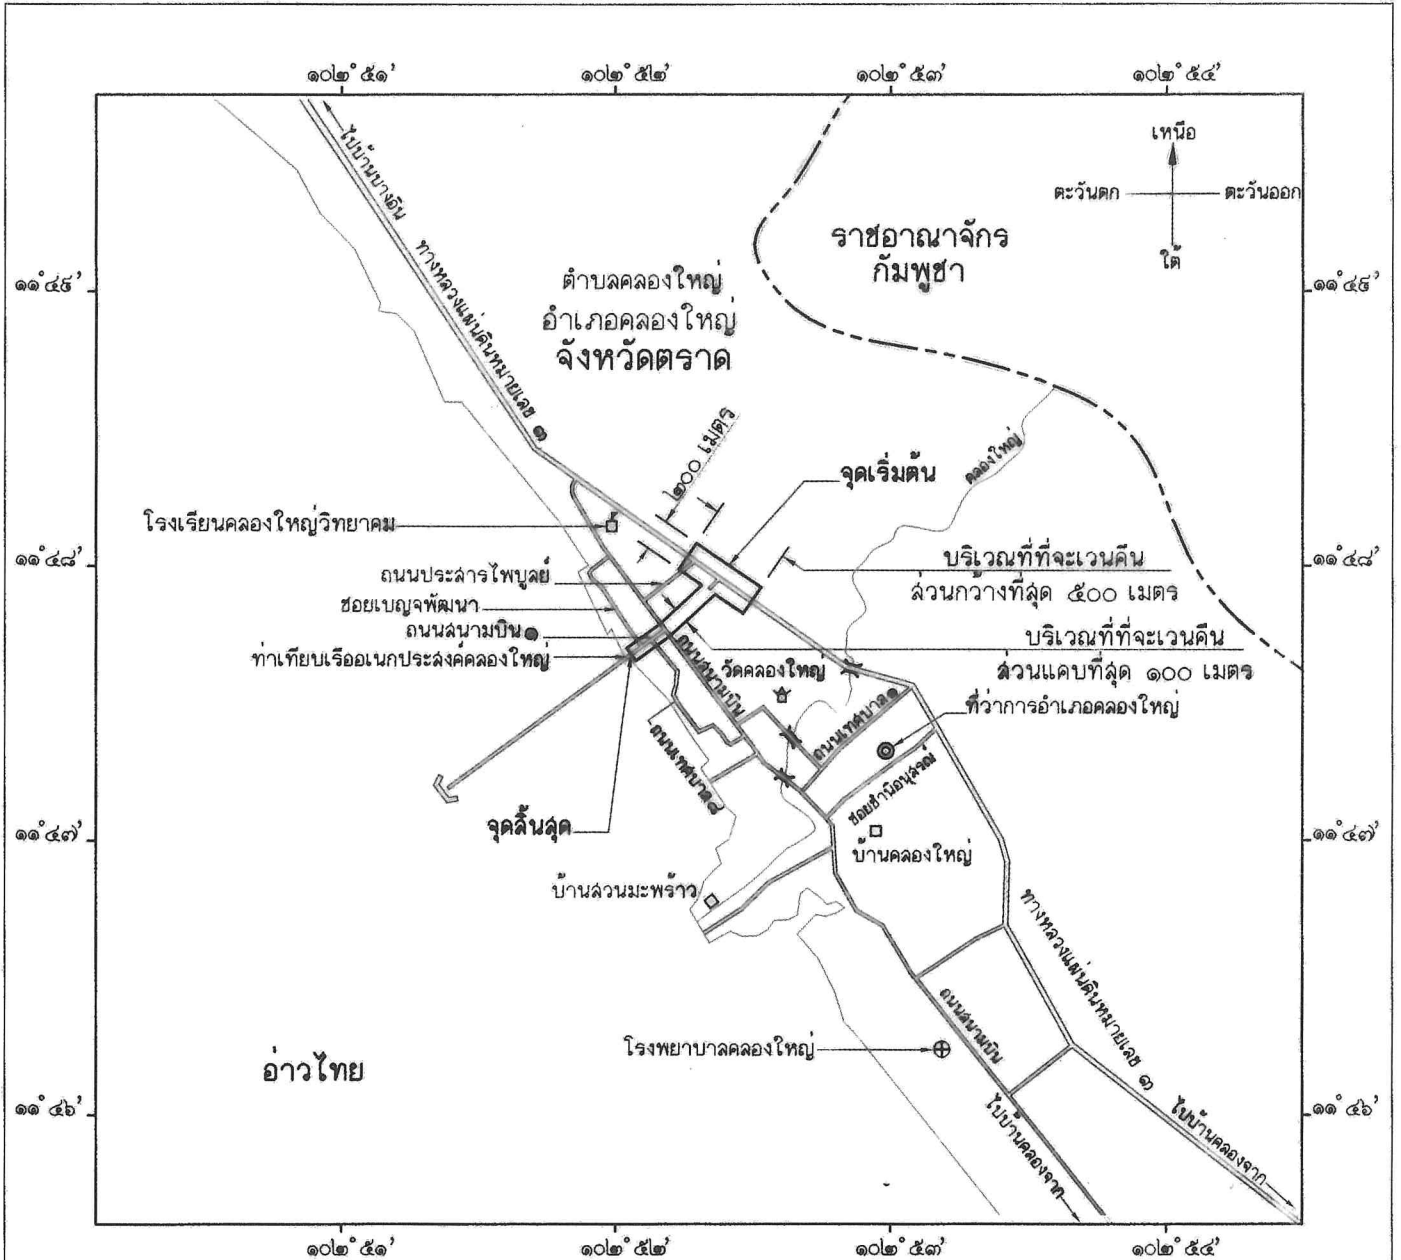 ๑๐๒° ๕๑' ๑๐๒° ๕๒' ๑๐๒° ๕๓' ๑๐๒° ๕๔'
เหนือ
ตะวันตก ตะวันออก
ใต้
ไปบ้านบางอิน
ทางหลวงแผ่นดินหมายเลข ๓
ราชอาณาจักร
กัมพูชา
ตำบลคลองใหญ่
อำเภอคลองใหญ่
จังหวัดตราด
๑๑° ๔๙' ๑๑° ๔๙'
๒๐๐ เมตร
จุดเริ่มต้น
คลองใหญ่
โรงเรียนคลองใหญ่วิทยาคม
๑๑° ๔๘' ๑๑° ๔๘'
บริเวณที่ที่จะเวนคืน
ส่วนกว้างที่สุด ๕๐๐ เมตร
ถนนประสารไพบูลย์
ซอยเบญจพัฒนา
ถนนสนามบิน
ท่าเทียบเรืออเนกประสงค์คลองใหญ่
บริเวณที่ที่จะเวนคืน
ส่วนแคบที่สุด ๑๐๐ เมตร
ถนนสนามบิน
วัดคลองใหญ่
ที่ว่าการอำเภอคลองใหญ่
ถนนเทศบาล ๑
ถนนเทศบาล ๘
จุดสิ้นสุด
๑๑° ๔๗' ๑๑° ๔๗'
บ้านคลองใหญ่
บ้านสวนมะพร้าว
ทางหลวงแผ่นดินหมายเลข ๓
ถนนสนามบิน
โรงพยาบาลคลองใหญ่
อ่าวไทย
๑๑° ๔๖' ๑๑° ๔๖'
ไปบ้านคลองจาก
ไปบ้านคลองจาก
๑๐๒° ๕๑' ๑๐๒° ๕๒' ๑๐๒° ๕๓' ๑๐๒° ๕๔'